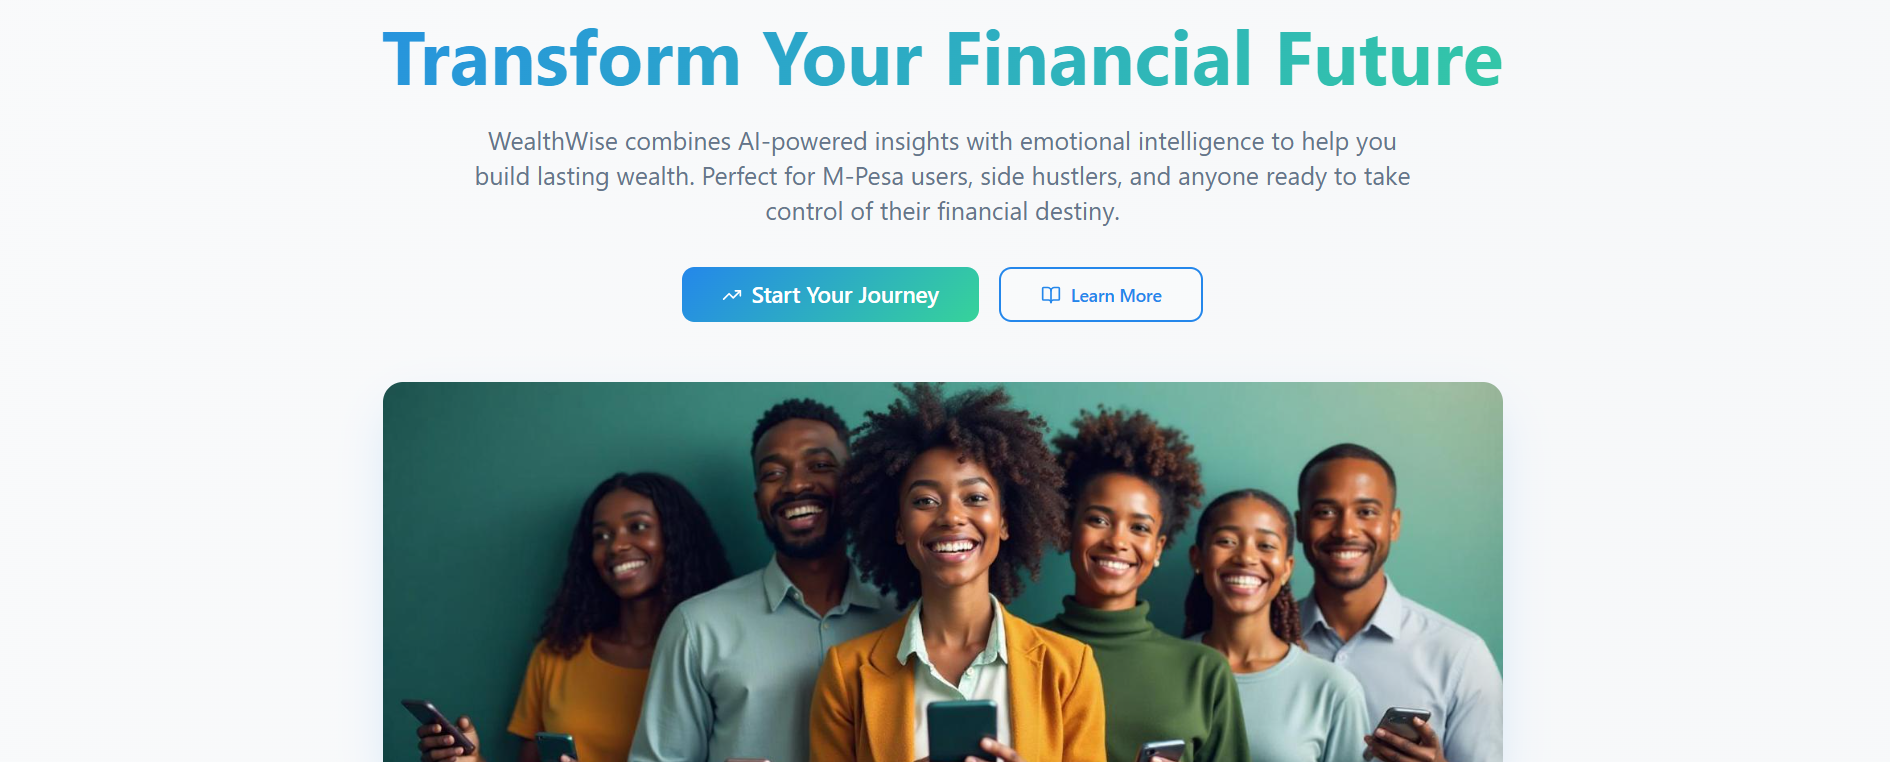 Transform Your Financial Future
WealthWise combines AI-powered insights with emotional intelligence to help you
build lasting wealth. Perfect for M-Pesa users, side hustlers, and anyone ready to take
control of their financial destiny.
Start Your Journey
Learn More